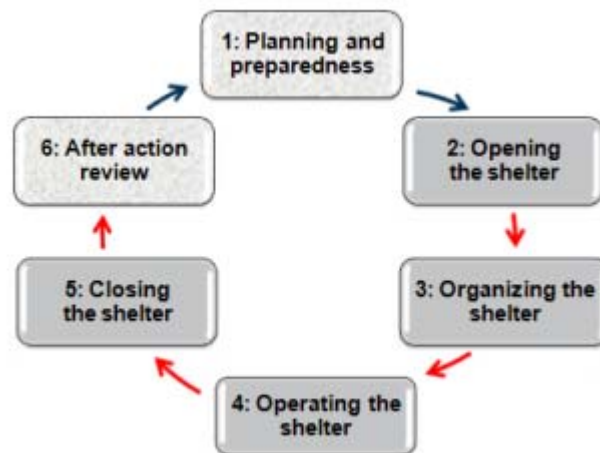 1: Planning and
preparedness
2: Opening
the shelter
3: Organizing the
shelter
4: Operating the
shelter
5: Closing
the shelter
6: After action
review